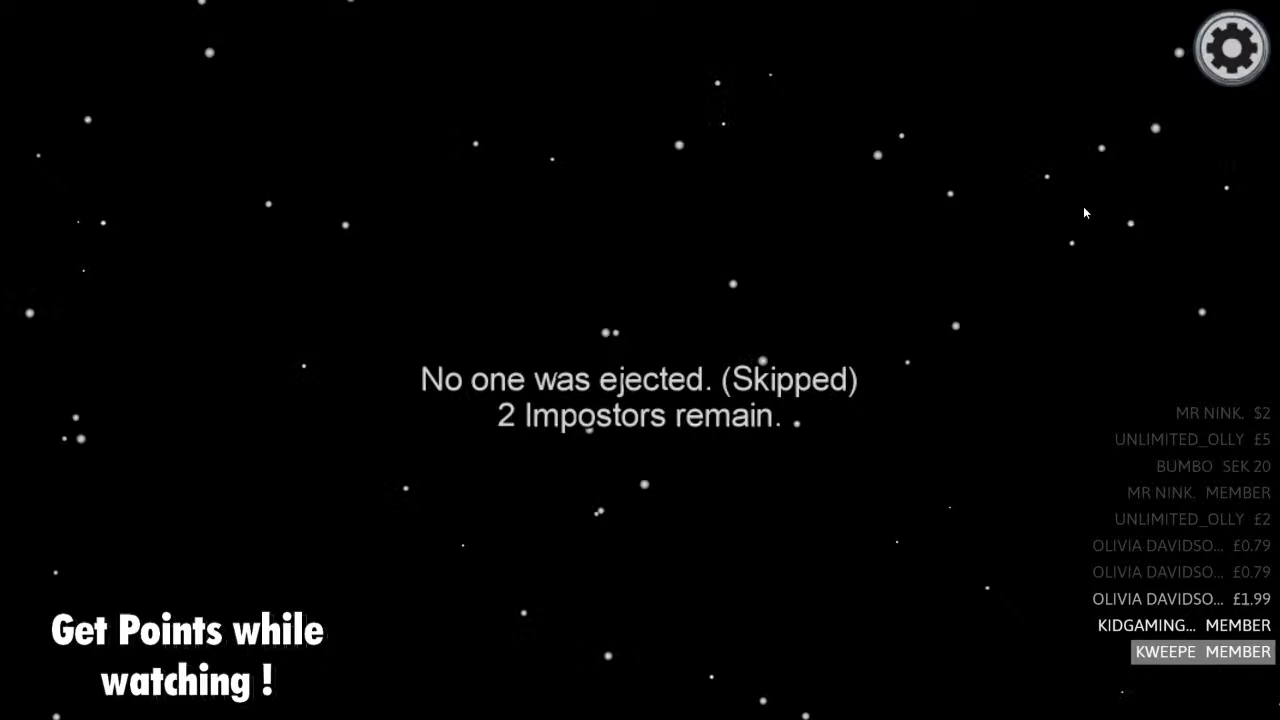 No one was ejected. (Skipped)
2 Impostors remain.
MR NINK. $2
UNLIMITED_OLLY £5
BUMBO SEK 20
MR NINK. MEMBER
UNLIMITED_OLLY £2
OLIVIA DAVIDSO... £0.79
OLIVIA DAVIDSO... £0.79
OLIVIA DAVIDSO... £1.99
KIDGAMING... MEMBER
KWEEPE MEMBER
Get Points while
watching !